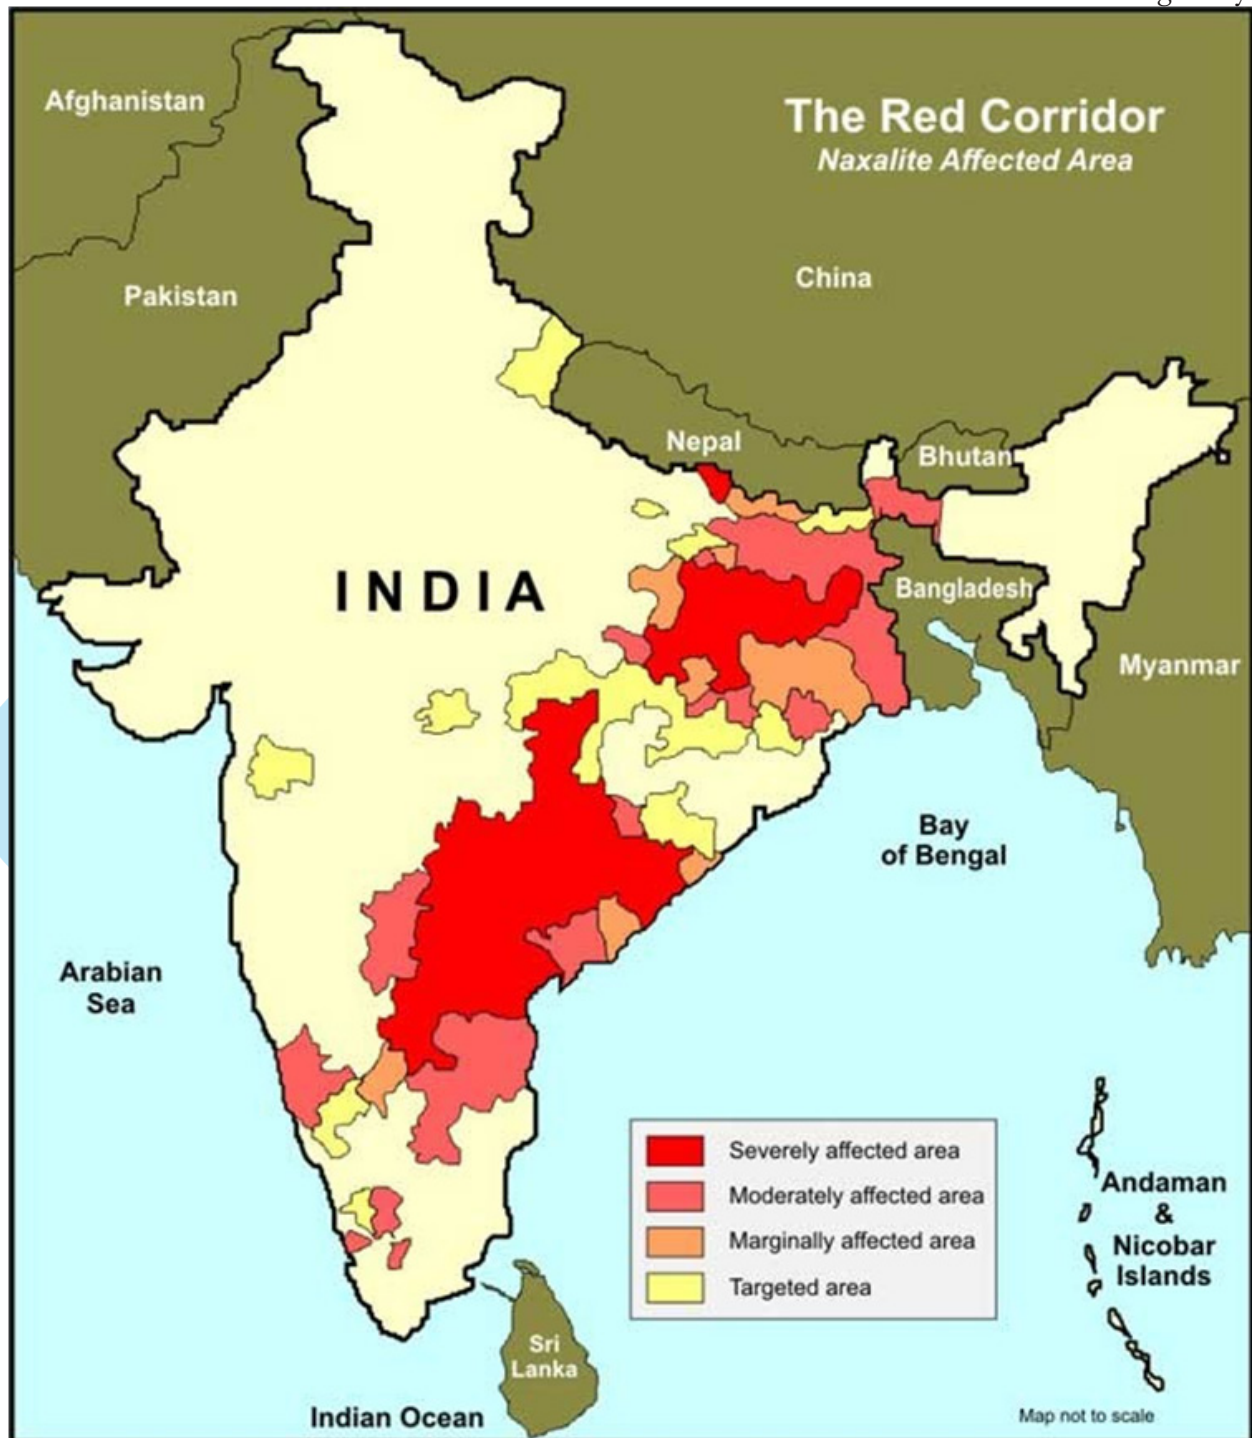 The Red Corridor
Naxalite Affected Area
Afghanistan
China
Pakistan
Nepal
Bhutan
INDIA
Bangladesh
Myanmar
Bay
of Bengal
Arabian
Sea
Severely affected area
Moderately affected area
Marginally affected area
Targeted area
Andaman
&
Nicobar
Islands
Sri
Lanka
Indian Ocean
Map not to scale